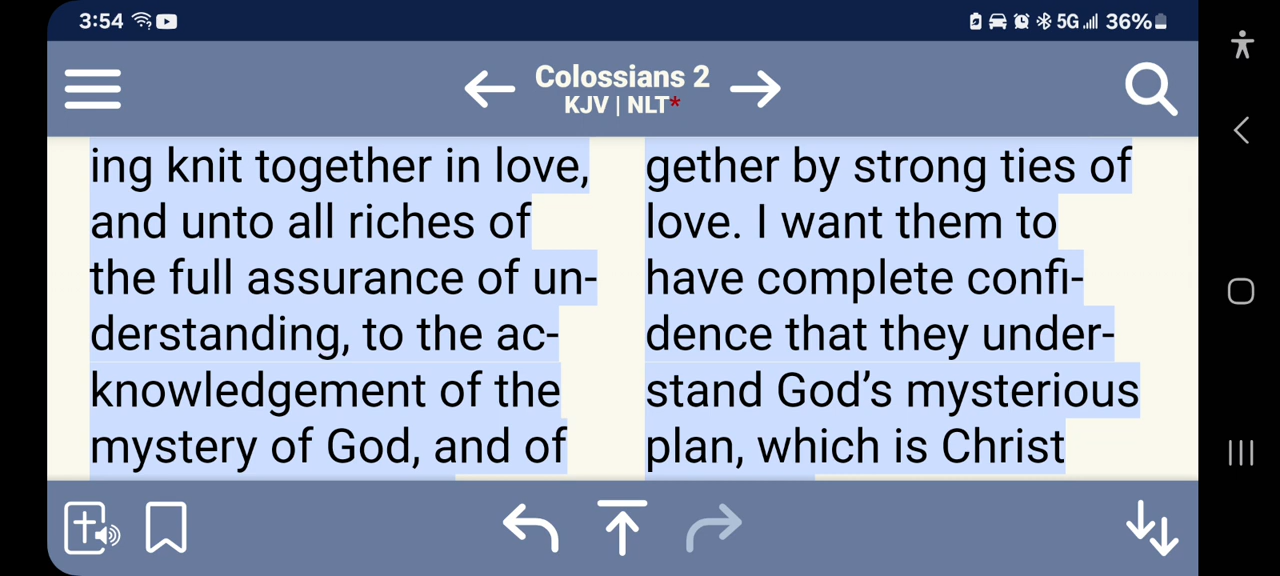 3:54
5G 36%
Colossians 2
KJV | NLT*
ing knit together in love,
and unto all riches of
the full assurance of un-
derstanding, to the ac-
knowledgement of the
mystery of God, and of
gether by strong ties of
love. I want them to
have complete confi-
dence that they under-
stand God’s mysterious
plan, which is Christ